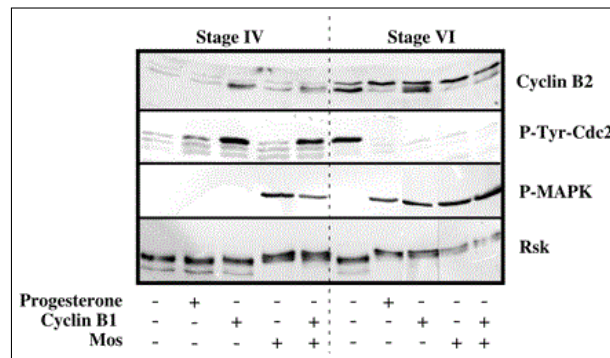 Stage IV Stage VI
Cyclin B2
P-Tyr-Cdc2
P-MAPK
Rsk
Progesterone - + - - - - + - - -
Cyclin B1 - - + - + - - + - +
Mos - - - + + - - - + +